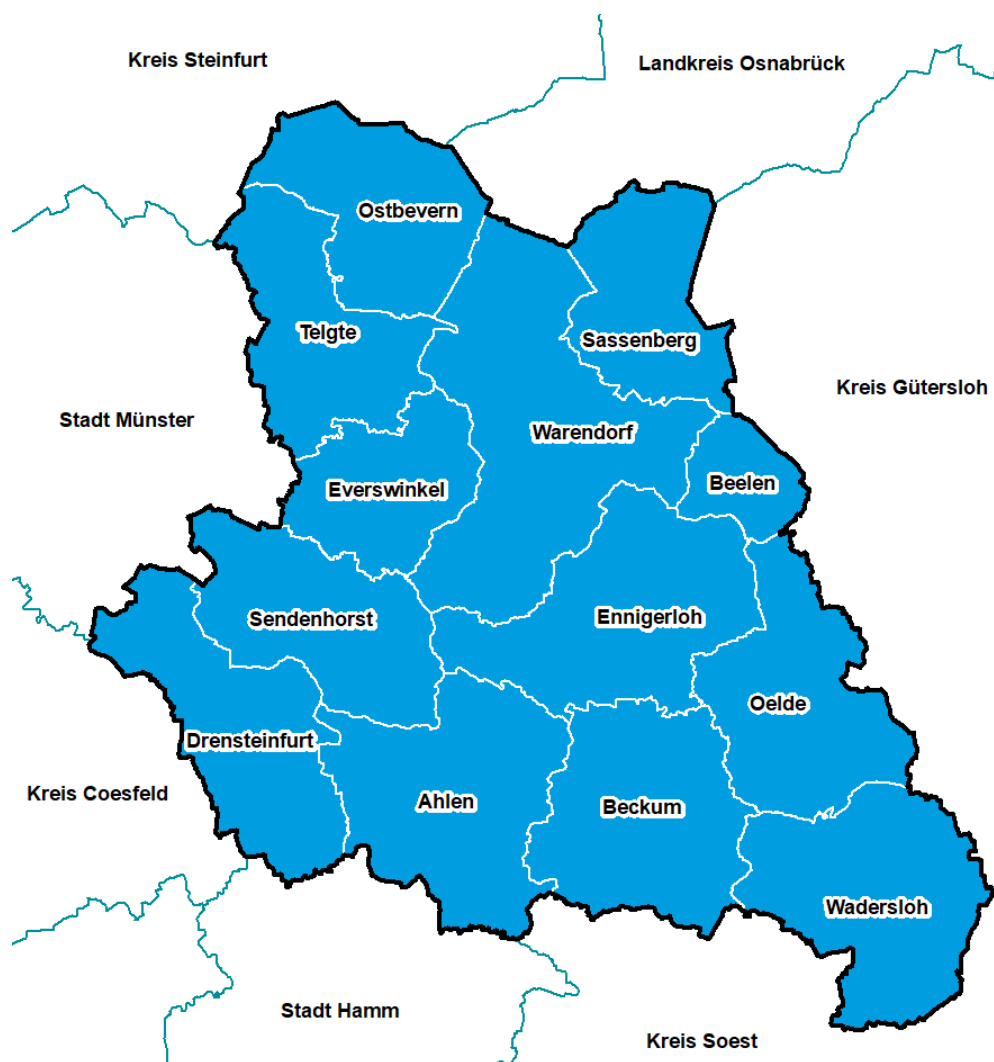 Kreis Steinfurt
Landkreis Osnabrück
Ostbevern
Telgte
Sassenberg
Kreis Gütersloh
Stadt Münster
Warendorf
Everswinkel
Beelen
Sendenhorst
Ennigerloh
Oelde
Drensteinfurt
Kreis Coesfeld
Ahlen
Beckum
Wadersloh
Stadt Hamm
Kreis Soest